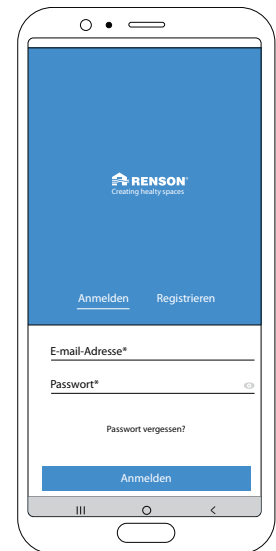 RENSON®
Creating healty spaces
Anmelden Registrieren
E-mail-Adresse*
Passwort*
Passwort vergessen?
Anmelden